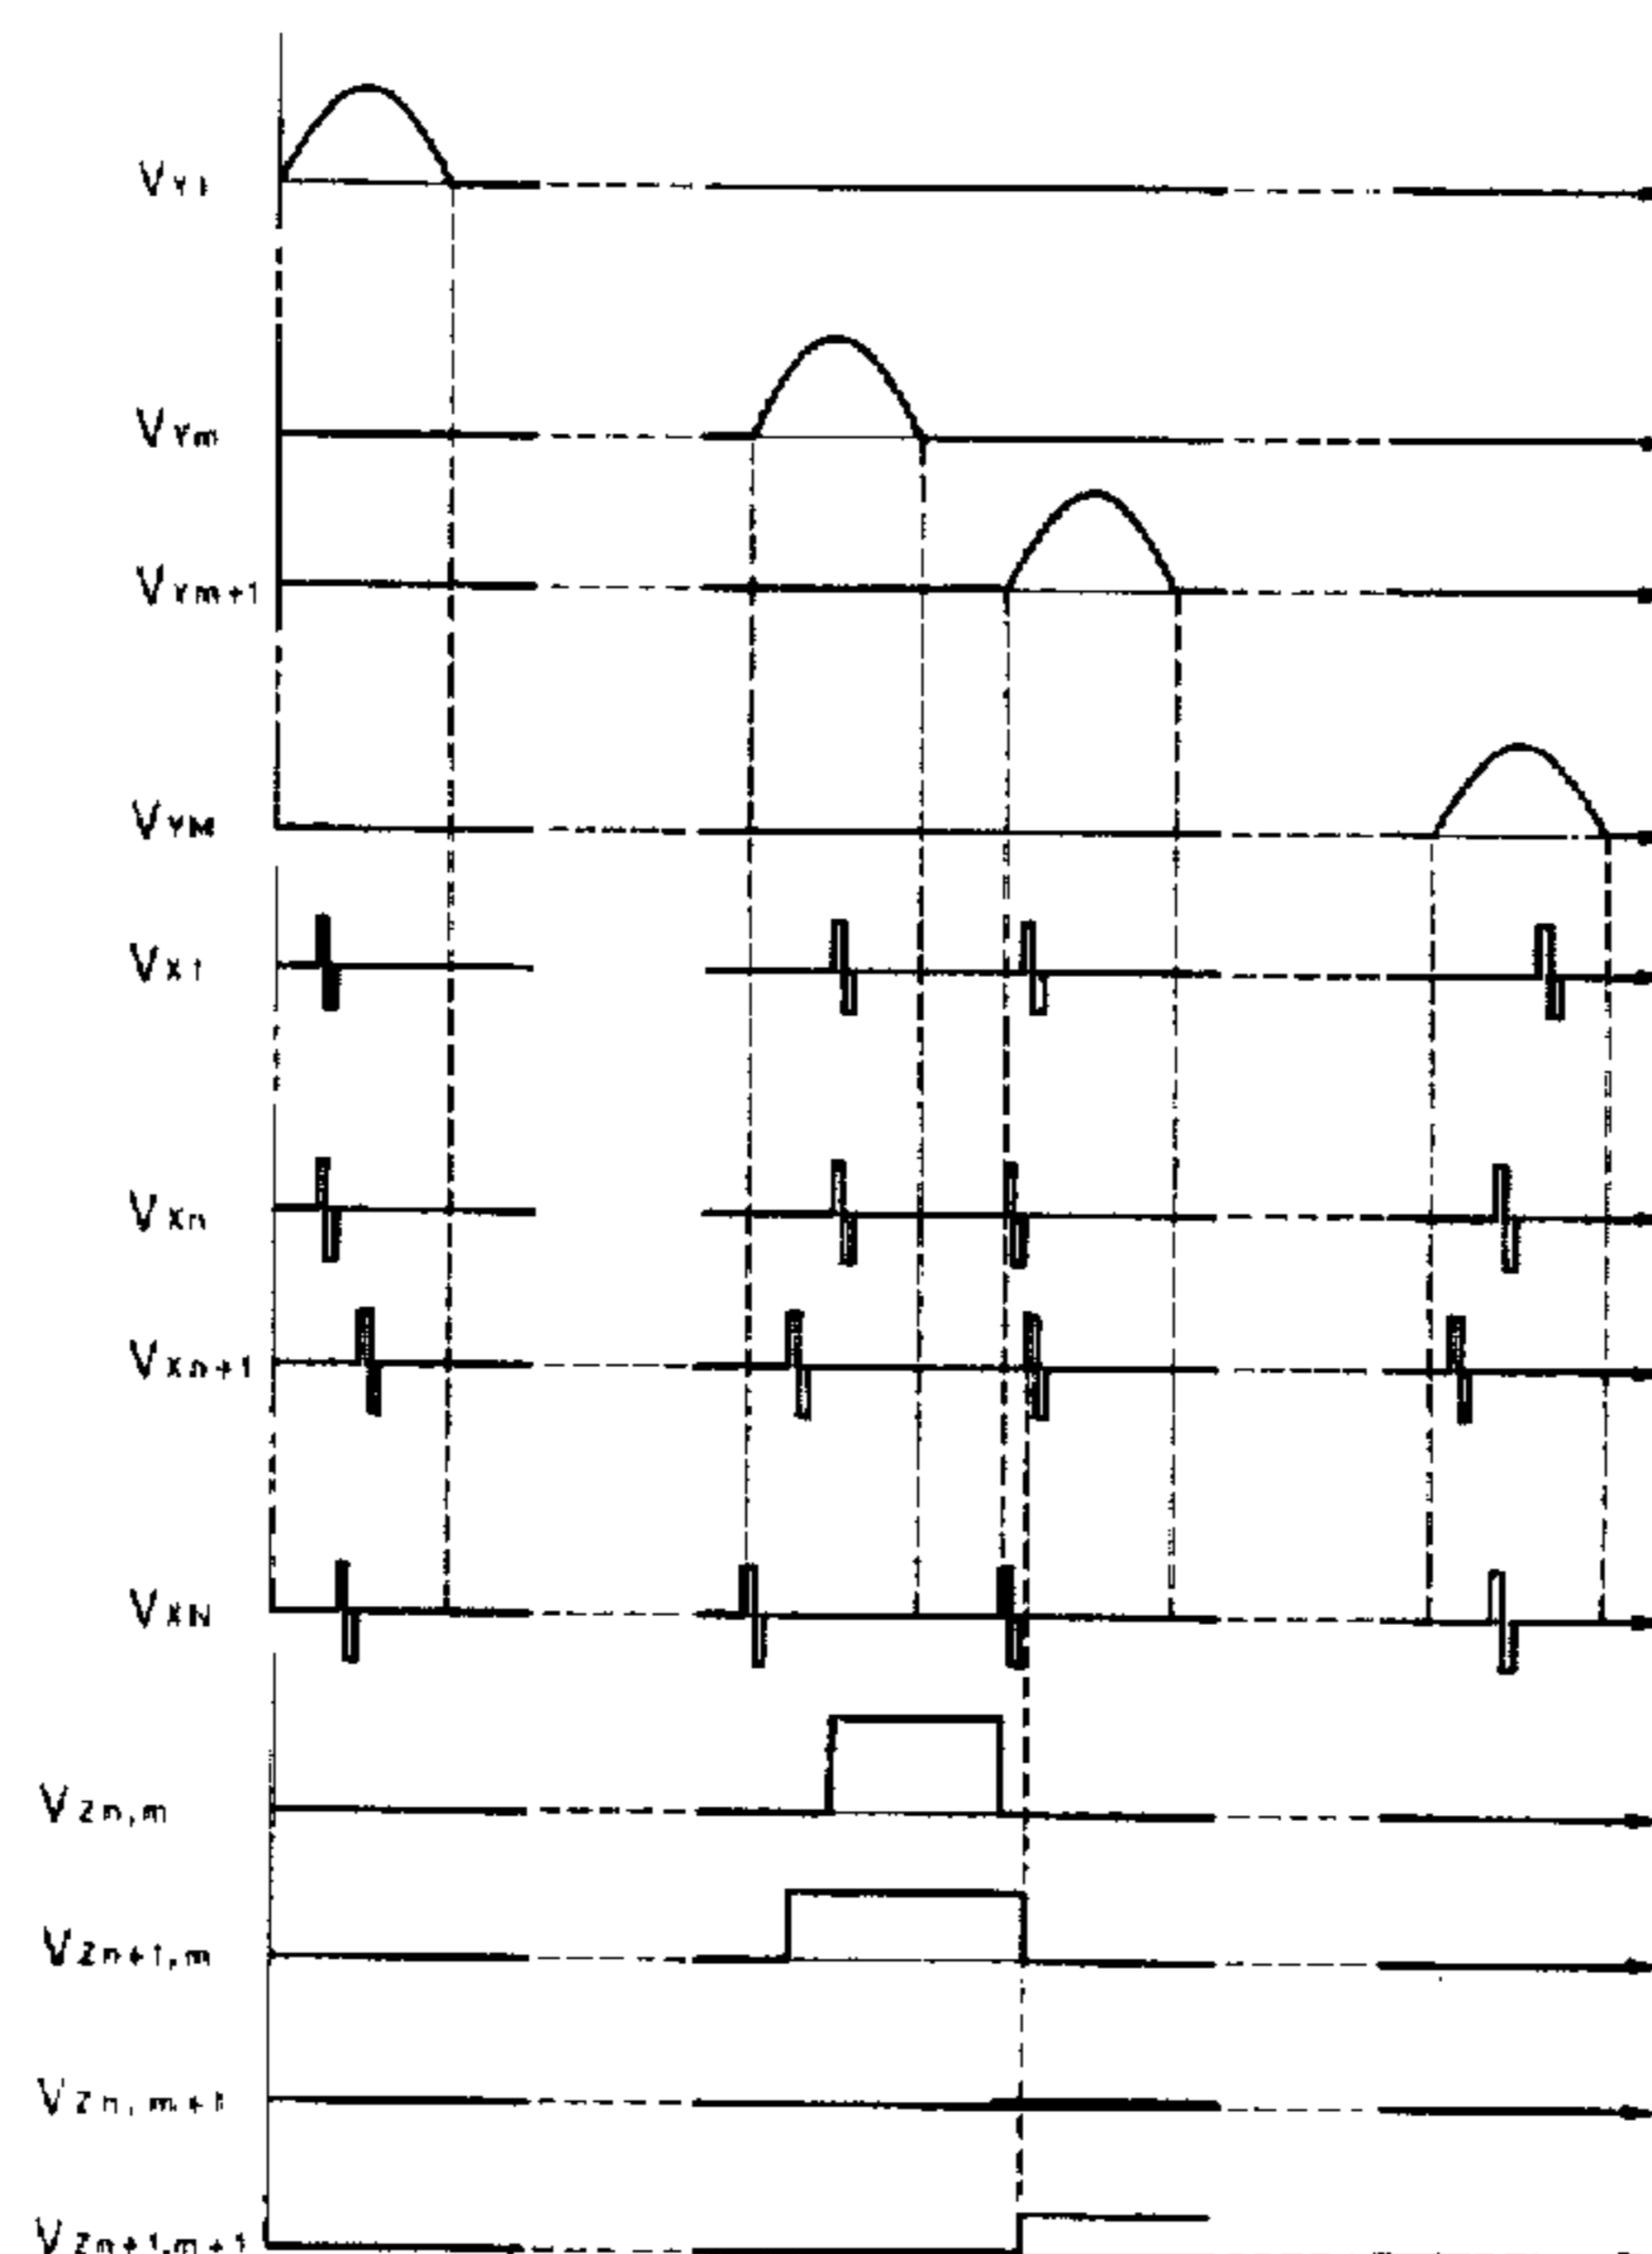 VY1
VYm
VYm+1
VYM
VX1
VXn
VXn+1
VXN
VZn,m
VZn+1,m
VZn,m+1
VZn+1,m+1